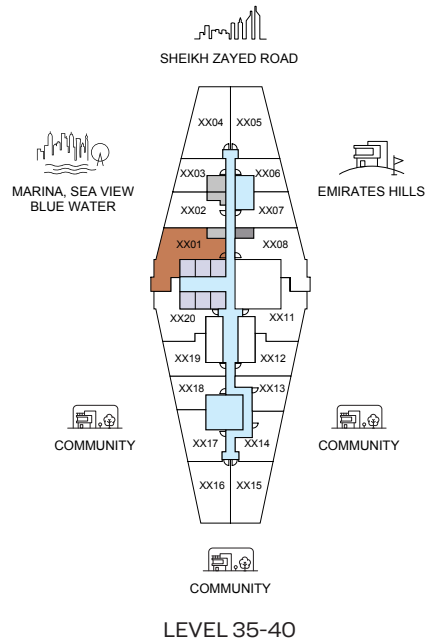 SHEIKH ZAYED ROAD
XX04
XX05
MARINA, SEA VIEW
BLUE WATER
EMIRATES HILLS
XX03
XX06
XX02
XX07
XX01
XX08
XX20
XX11
XX19
XX12
XX18
XX13
COMMUNITY
COMMUNITY
XX17
XX14
XX16
XX15
COMMUNITY
LEVEL 35-40